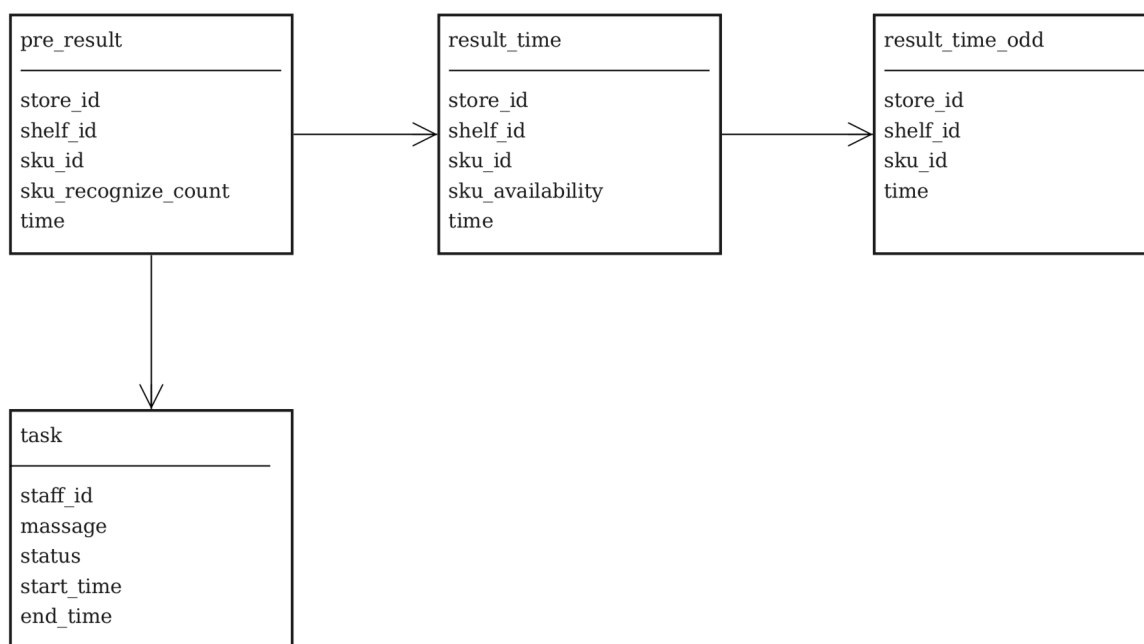 pre_result
store_id
shelf_id
sku_id
sku_recognize_count
time
result_time
store_id
shelf_id
sku_id
sku_availability
time
result_time_odd
store_id
shelf_id
sku_id
time
task
staff_id
massage
status
start_time
end_time